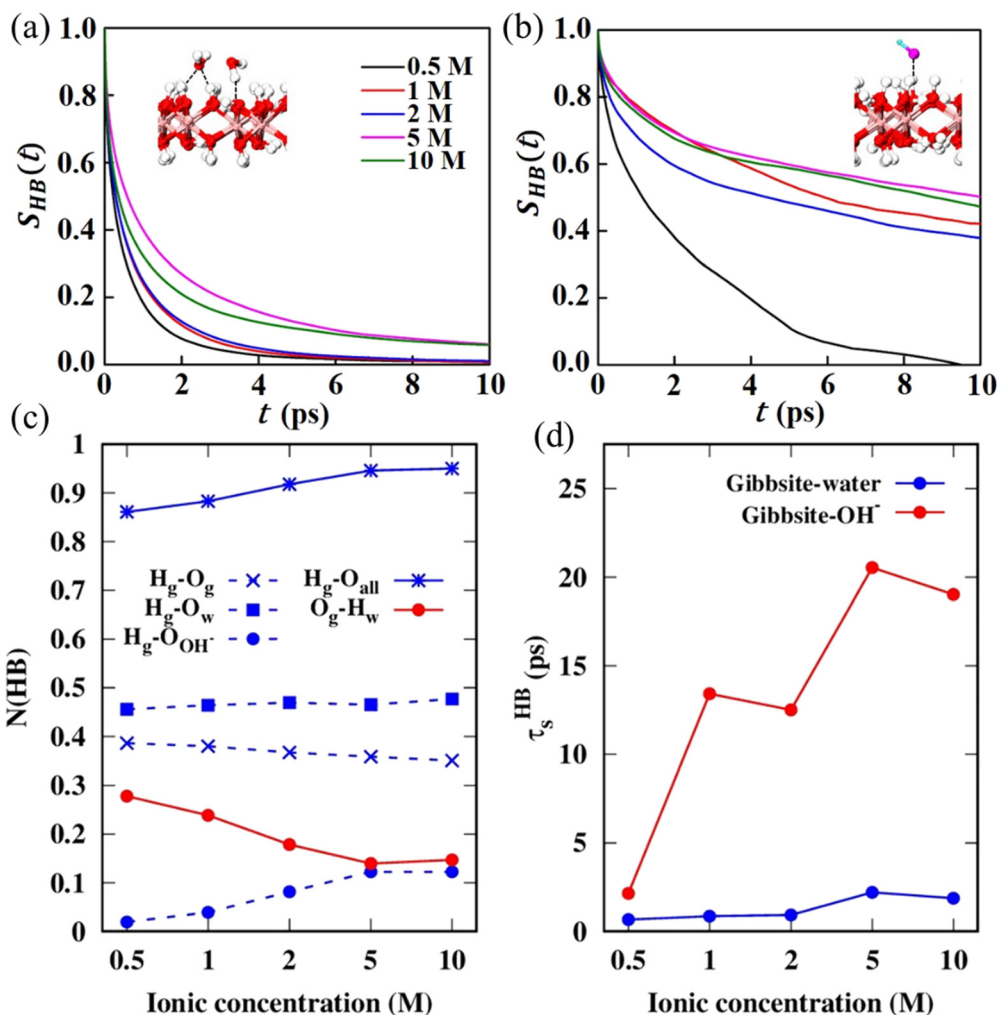 (a)
1.0
0.8
0.6
0.4
0.2
0.0
S_HB(t)
0.5 M
1 M
2 M
5 M
10 M
0 2 4 6 8 10
t (ps)
(b)
1.0
0.8
0.6
0.4
0.2
0.0
S_HB(t)
0 2 4 6 8 10
t (ps)
(c)
1
0.9
0.8
0.7
0.6
0.5
0.4
0.3
0.2
0.1
0
N(HB)
H_g-O_g H_g-O_all
H_g-O_w O_g-H_w
H_g-O_OH⁻
0.5 1 2 5 10
Ionic concentration (M)
(d)
25
20
15
10
5
0
τ_s^HB (ps)
Gibbsite-water
Gibbsite-OH⁻
0.5 1 2 5 10
Ionic concentration (M)